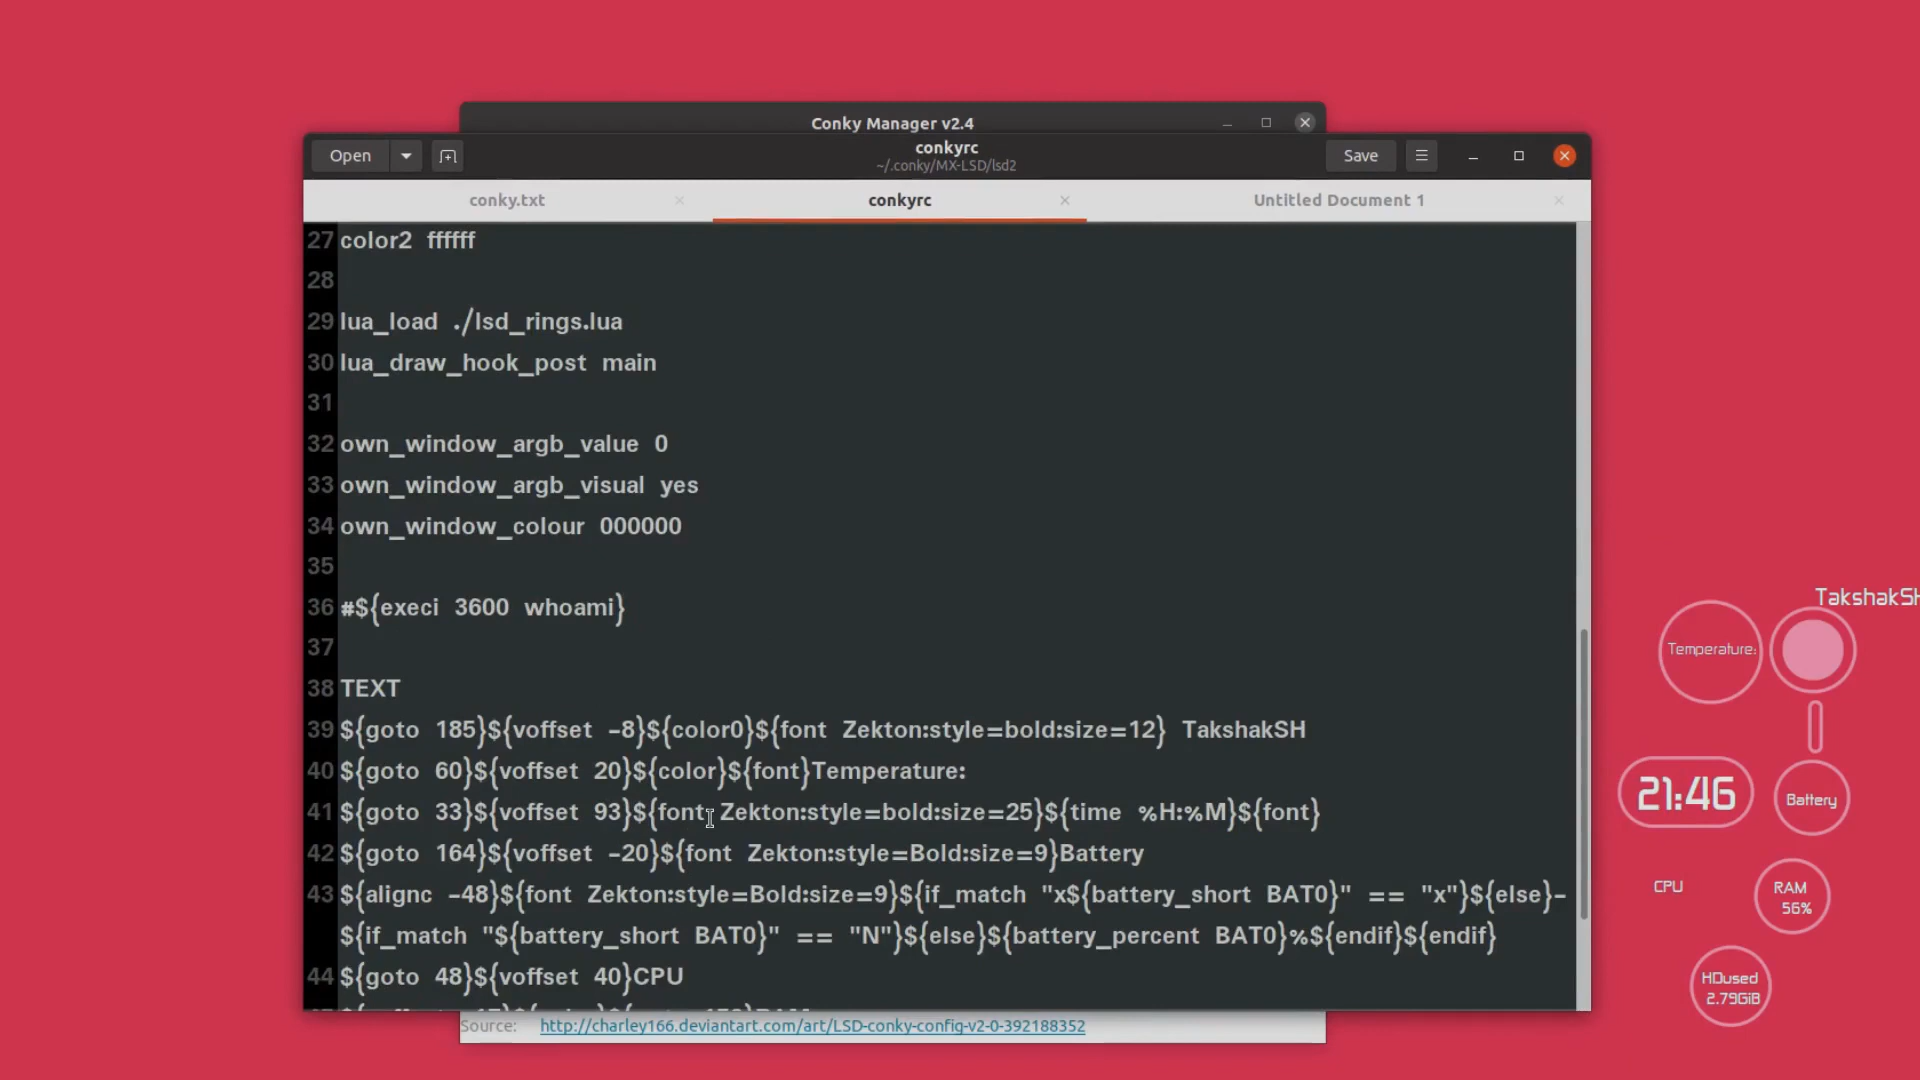 Conky Manager v2.4
Open
conkyrc
~/.conky/MX-LSD/lsd2
Save
conky.txt
conkyrc
Untitled Document 1
27 color2 ffffff
28
29 lua_load ./lsd_rings.lua
30 lua_draw_hook_post main
31
32 own_window_argb_value 0
33 own_window_argb_visual yes
34 own_window_colour 000000
35
36 #${execi 3600 whoami}
37
38 TEXT
39 ${goto 185}${voffset -8}${color0}${font Zekton:style=bold:size=12} TakshakSH
40 ${goto 60}${voffset 20}${color}${font}Temperature:
41 ${goto 33}${voffset 93}${font Zekton:style=bold:size=25}${time %H:%M}${font}
42 ${goto 164}${voffset -20}${font Zekton:style=Bold:size=9}Battery
43 ${alignc -48}${font Zekton:style=Bold:size=9}${if_match "x${battery_short BAT0}" == "x"}${else}-
${if_match "${battery_short BAT0}" == "N"}${else}${battery_percent BAT0}%${endif}${endif}
44 ${goto 48}${voffset 40}CPU
Source: http://charley166.deviantart.com/art/LSD-conky-config-v2-0-392188352
TakshakSH
Temperature:
21:46
Battery
CPU
RAM
56%
HDused
2.79GiB